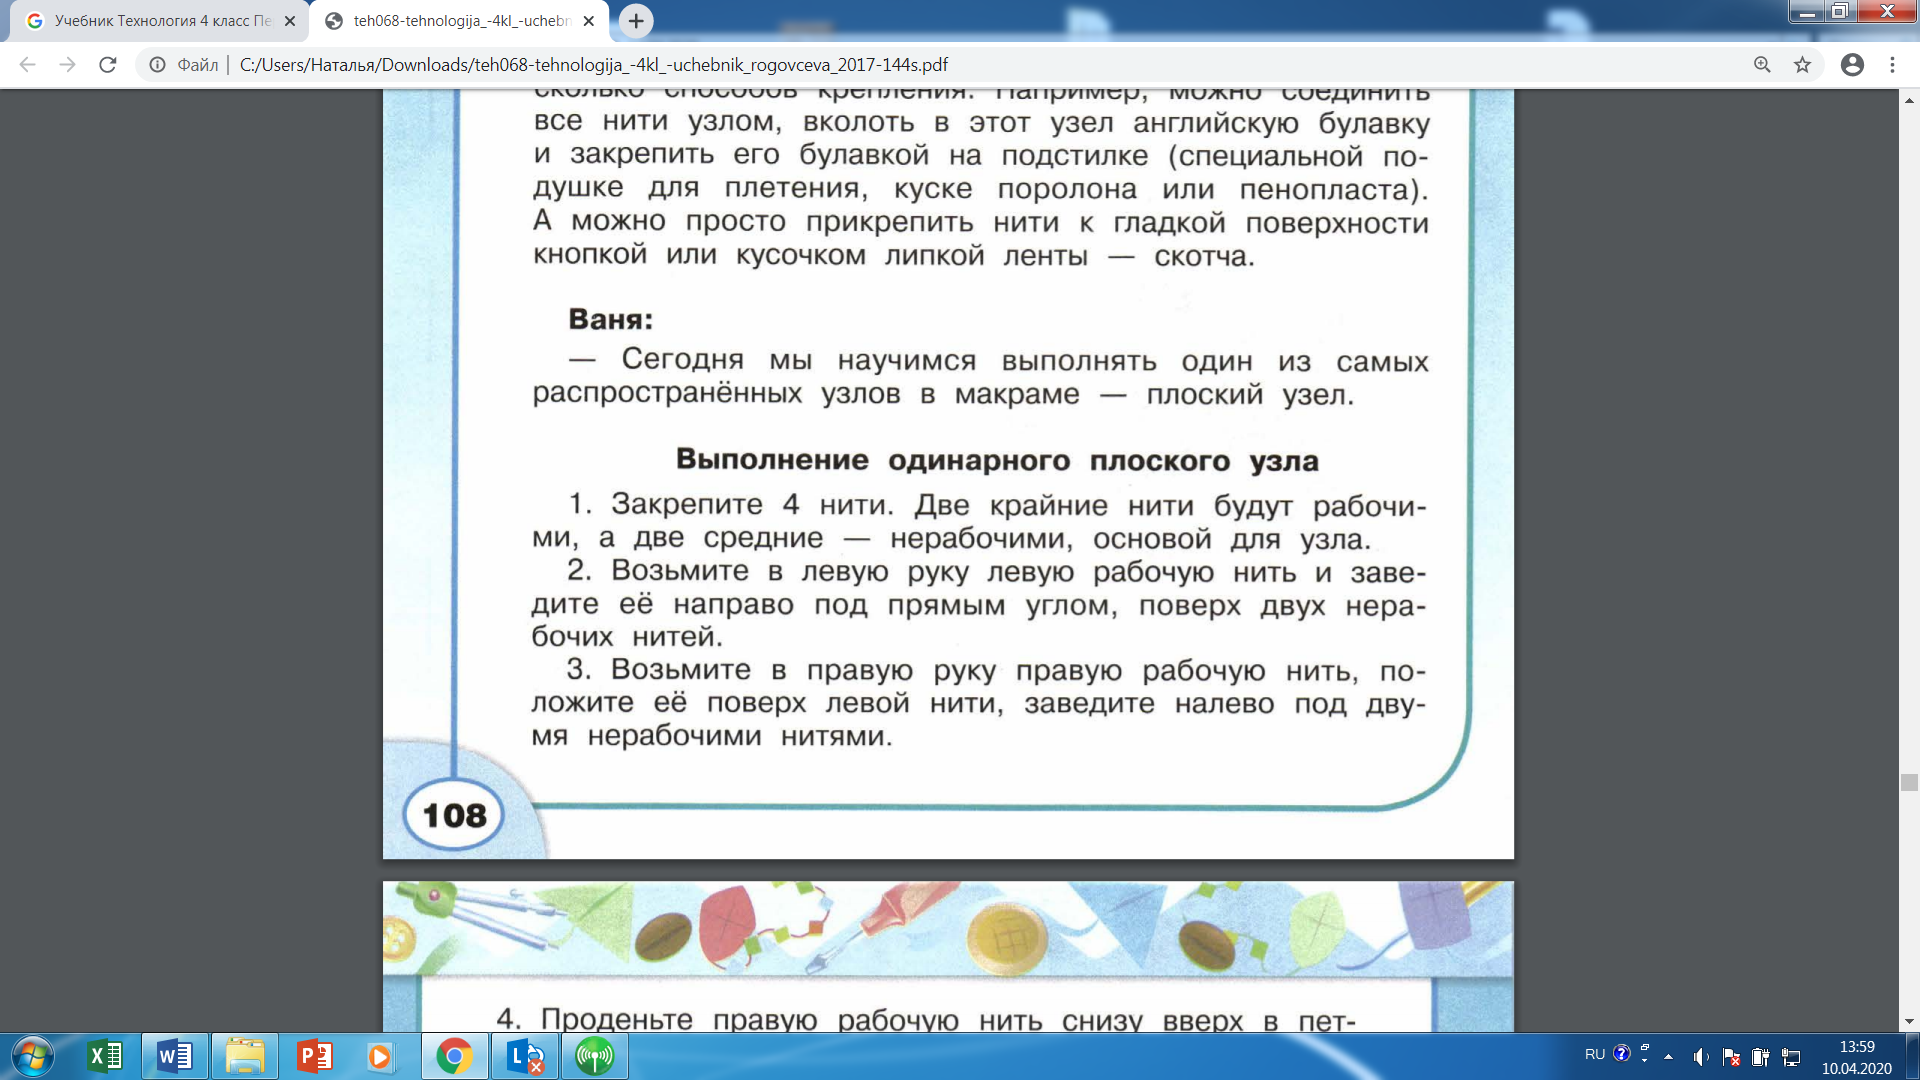 Учебник Технология 4 класс Пе
teh068-tehnologija_-4kl_-uchebn
Файл
C:/Users/Наталья/Downloads/teh068-tehnologija_-4kl_-uchebnik_rogovceva_2017-144s.pdf
сколько способов крепления. Например, можно соединить
все нити узлом, вколоть в этот узел английскую булавку
и закрепить его булавкой на подстилке (специальной по-
душке для плетения, куске поролона или пенопласта).
А можно просто прикрепить нити к гладкой поверхности
кнопкой или кусочком липкой ленты — скотча.
Ваня:
— Сегодня мы научимся выполнять один из самых
распространённых узлов в макраме — плоский узел.
Выполнение одинарного плоского узла
1. Закрепите 4 нити. Две крайние нити будут рабочи-
ми, а две средние — нерабочими, основой для узла.
2. Возьмите в левую руку левую рабочую нить и заве-
дите её направо под прямым углом, поверх двух нера-
бочих нитей.
3. Возьмите в правую руку правую рабочую нить, по-
ложите её поверх левой нити, заведите налево под дву-
мя нерабочими нитями.
108
4. Проденьте правую рабочую нить снизу вверх в пет-
RU
13:59
10.04.2020